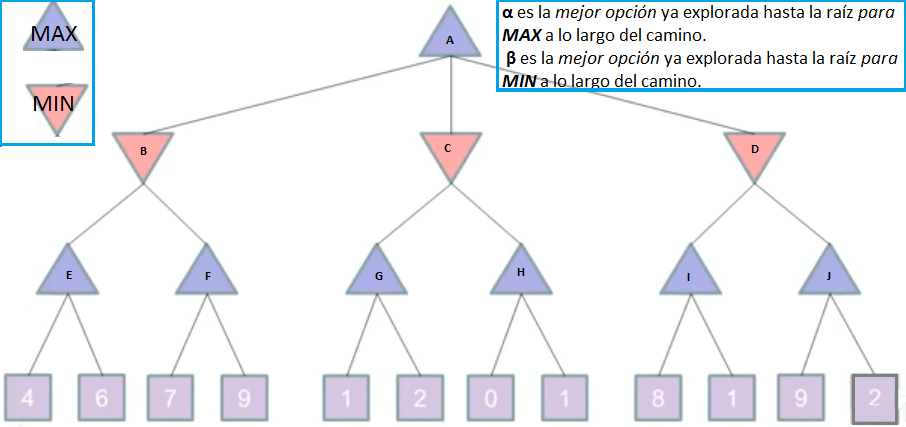 MAX
MIN
α es la mejor opción ya explorada hasta la raíz para
MAX a lo largo del camino.
β es la mejor opción ya explorada hasta la raíz para
MIN a lo largo del camino.
A
B
C
D
E
F
G
H
I
J
4
6
7
9
1
2
0
1
8
1
9
2